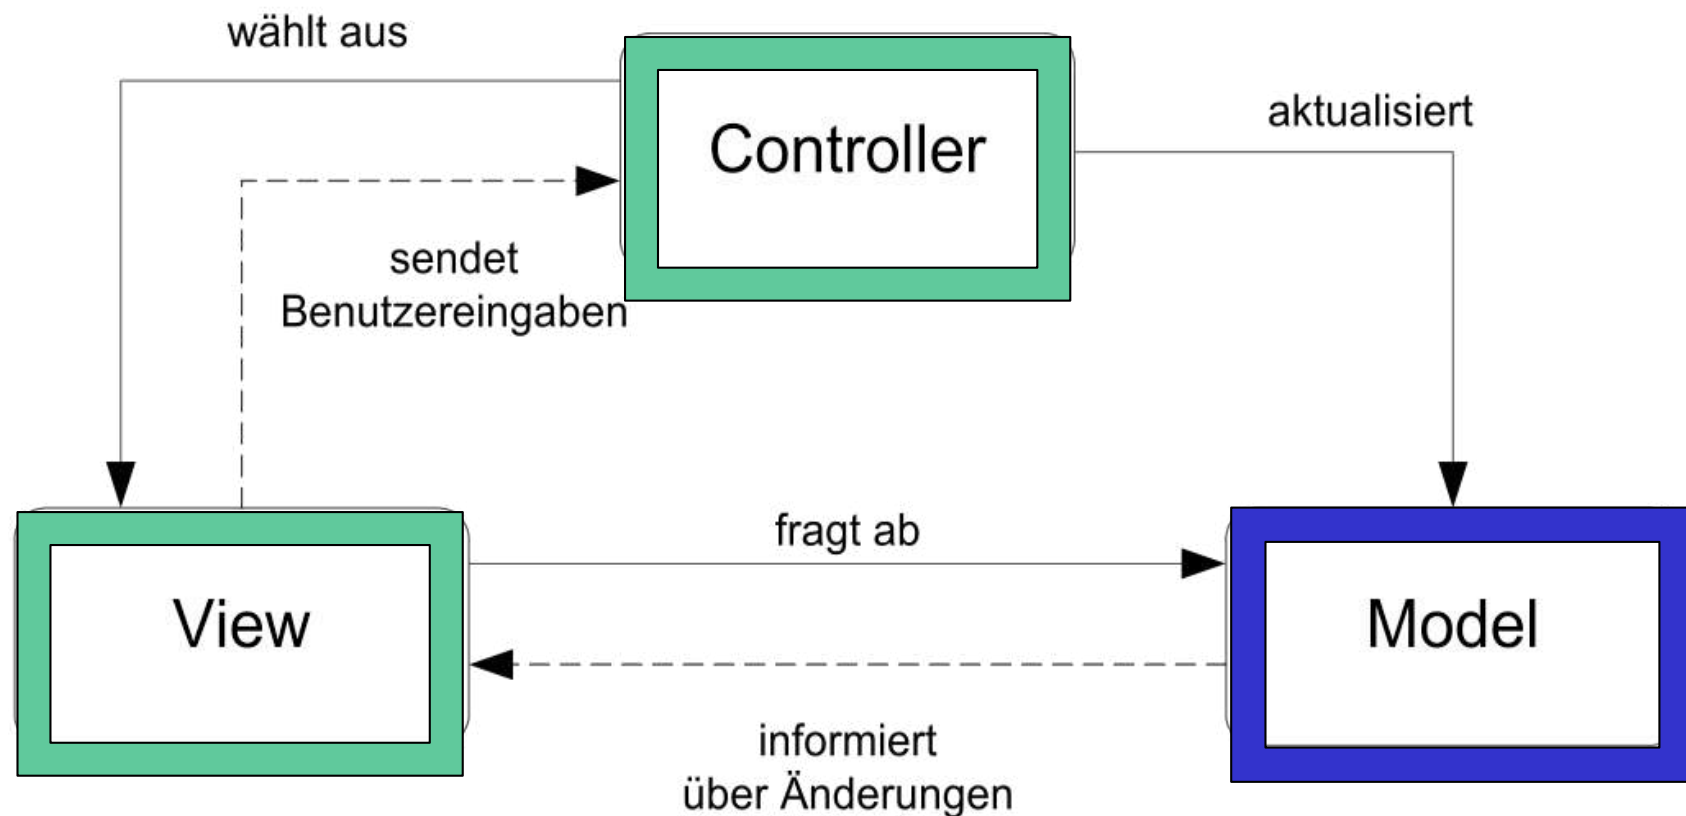 wählt aus
Controller
aktualisiert
sendet
Benutzereingaben
fragt ab
View
Model
informiert
über Änderungen